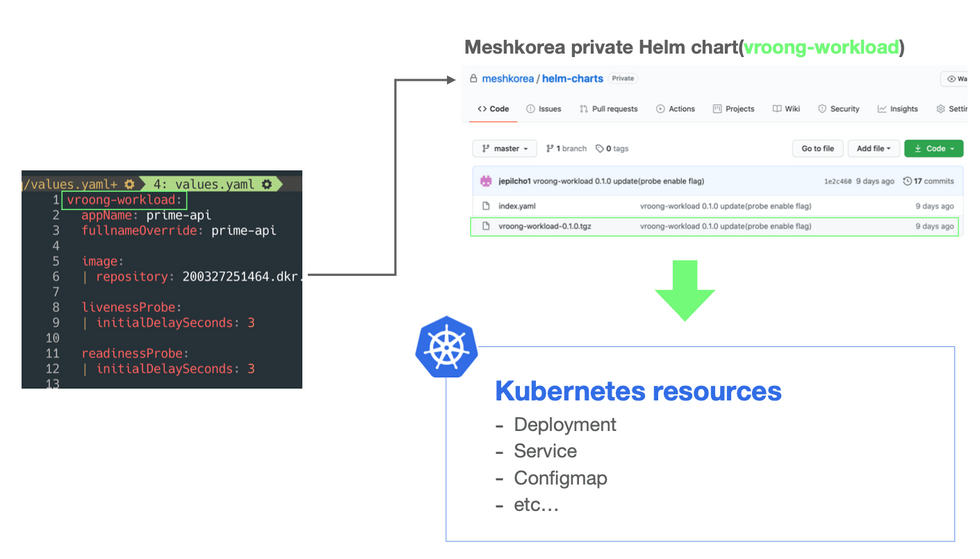 Meshkorea private Helm chart(vroong-workload)
meshkorea / helm-charts Private
Code Issues Pull requests Actions Projects Wiki Security Insights
master 1 branch 0 tags Go to file Add file Code
jepilcho1 vroong-workload 0.1.0 update(probe enable flag) 1e2c460 9 days ago 17 commits
index.yaml vroong-workload 0.1.0 update(probe enable flag) 9 days ago
vroong-workload-0.1.0.tgz vroong-workload 0.1.0 update(probe enable flag) 9 days ago
/values.yaml+ 4: values.yaml
1 vroong-workload:
2 appName: prime-api
3 fullnameOverride: prime-api
4
5 image:
6 | repository: 200327251464.dkr.
7
8 livenessProbe:
9 | initialDelaySeconds: 3
10
11 readinessProbe:
12 | initialDelaySeconds: 3
13
Kubernetes resources
- Deployment
- Service
- Configmap
- etc…